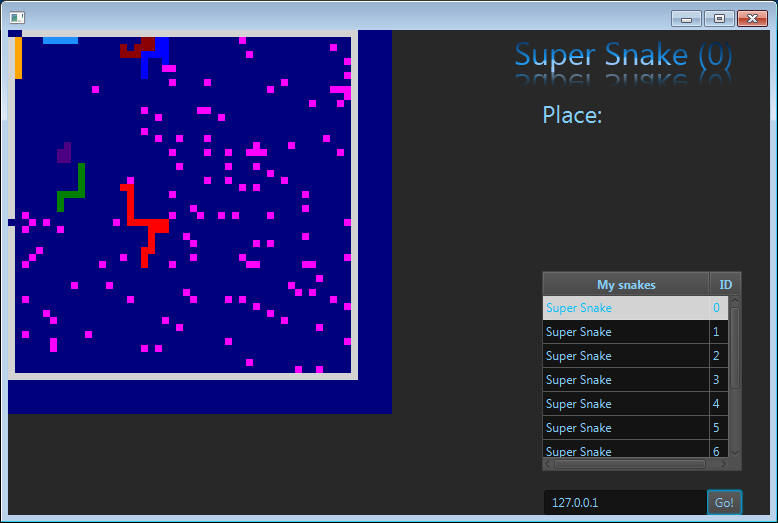 Super Snake (0)
Place:
My snakes ID
Super Snake 0
Super Snake 1
Super Snake 2
Super Snake 3
Super Snake 4
Super Snake 5
Super Snake 6
127.0.0.1 Go!